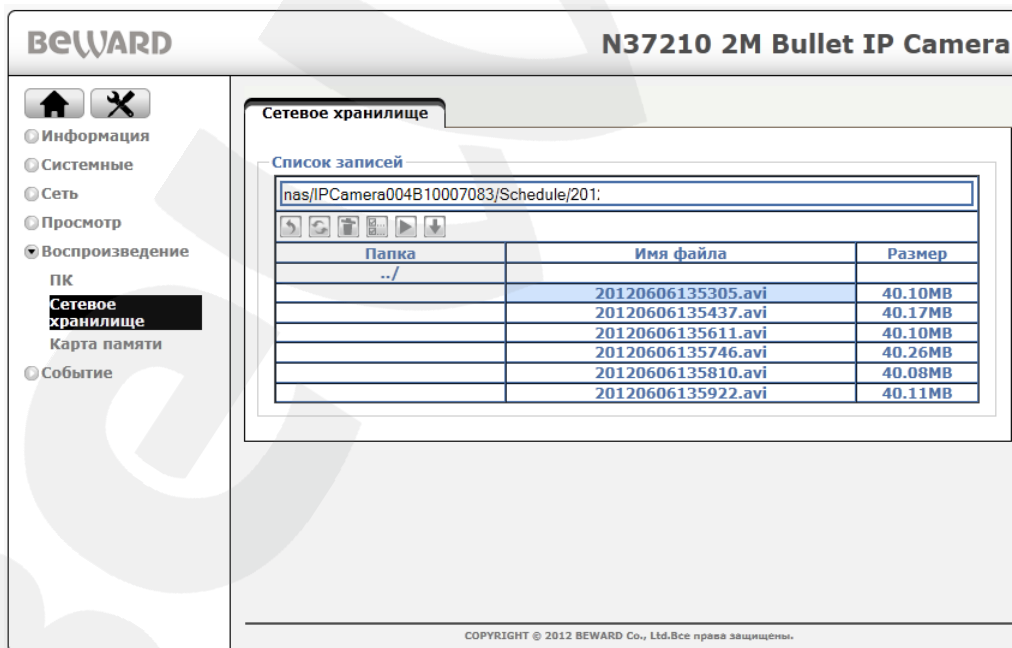 BEWARD
N37210 2M Bullet IP Camera
Информация
Системные
Сеть
Просмотр
Воспроизведение
ПК
Сетевое
хранилище
Карта памяти
Событие
Сетевое хранилище
Список записей
nas/IPCamera004B10007083/Schedule/201
Папка Имя файла Размер
../
20120606135305.avi 40.10MB
20120606135437.avi 40.17MB
20120606135611.avi 40.10MB
20120606135746.avi 40.26MB
20120606135810.avi 40.08MB
20120606135922.avi 40.11MB
COPYRIGHT © 2012 BEWARD Co., Ltd.Все права защищены.